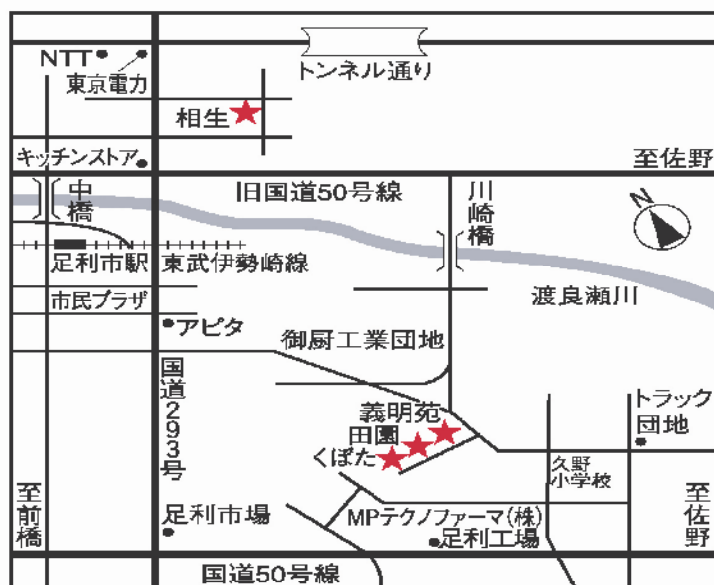 NTT
東京電力
トンネル通り
相生
キッチンストア
至佐野
中橋
旧国道50号線
川崎橋
N
足利市駅
東武伊勢崎線
市民プラザ
渡良瀬川
アピタ
御厨工業団地
国道293号
トラック
団地
義明苑
田園
くぼた
久野
小学校
至前橋
至佐野
足利市場
MPテクノファーマ(株)
足利工場
国道50号線